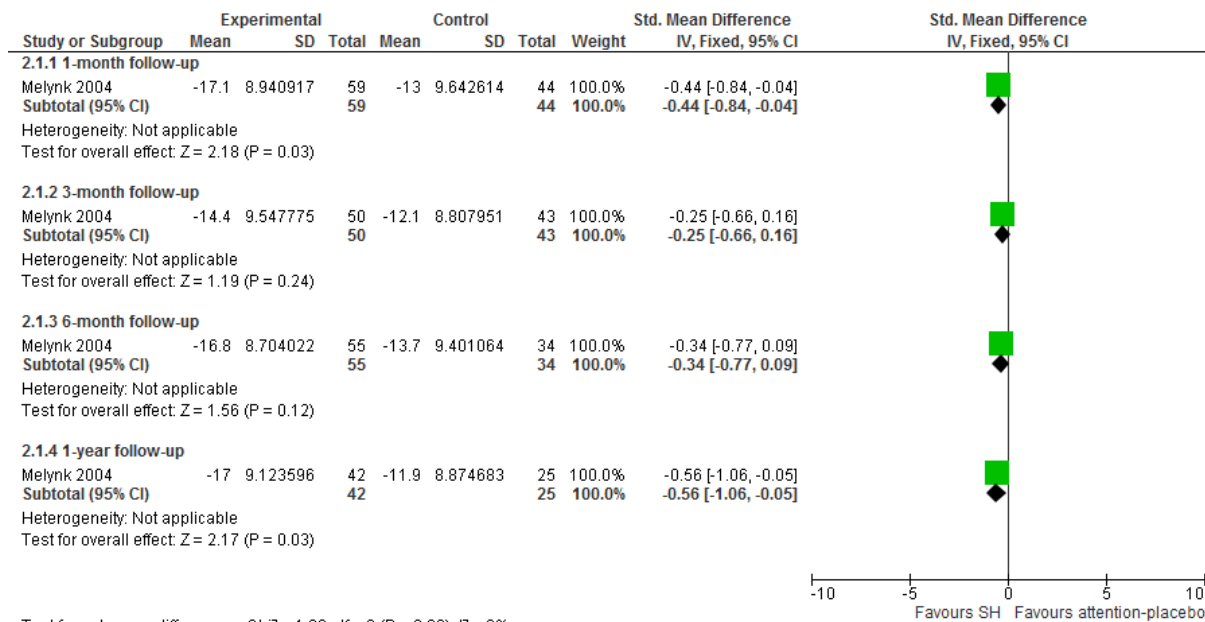 Experimental Control Std. Mean Difference Std. Mean Difference
Study or Subgroup Mean SD Total Mean SD Total Weight IV, Fixed, 95% CI IV, Fixed, 95% CI
2.1.1 1-month follow-up
Melynk 2004 -17.1 8.940917 59 -13 9.642614 44 100.0% -0.44 [-0.84, -0.04]
Subtotal (95% CI) 59 44 100.0% -0.44 [-0.84, -0.04]
Heterogeneity: Not applicable
Test for overall effect: Z = 2.18 (P = 0.03)
2.1.2 3-month follow-up
Melynk 2004 -14.4 9.547775 50 -12.1 8.807951 43 100.0% -0.25 [-0.66, 0.16]
Subtotal (95% CI) 50 43 100.0% -0.25 [-0.66, 0.16]
Heterogeneity: Not applicable
Test for overall effect: Z = 1.19 (P = 0.24)
2.1.3 6-month follow-up
Melynk 2004 -16.8 8.704022 55 -13.7 9.401064 34 100.0% -0.34 [-0.77, 0.09]
Subtotal (95% CI) 55 34 100.0% -0.34 [-0.77, 0.09]
Heterogeneity: Not applicable
Test for overall effect: Z = 1.56 (P = 0.12)
2.1.4 1-year follow-up
Melynk 2004 -17 9.123596 42 -11.9 8.874683 25 100.0% -0.56 [-1.06, -0.05]
Subtotal (95% CI) 42 25 100.0% -0.56 [-1.06, -0.05]
Heterogeneity: Not applicable
Test for overall effect: Z = 2.17 (P = 0.03)
-10 -5 0 5 10
Favours SH Favours attention-placebo